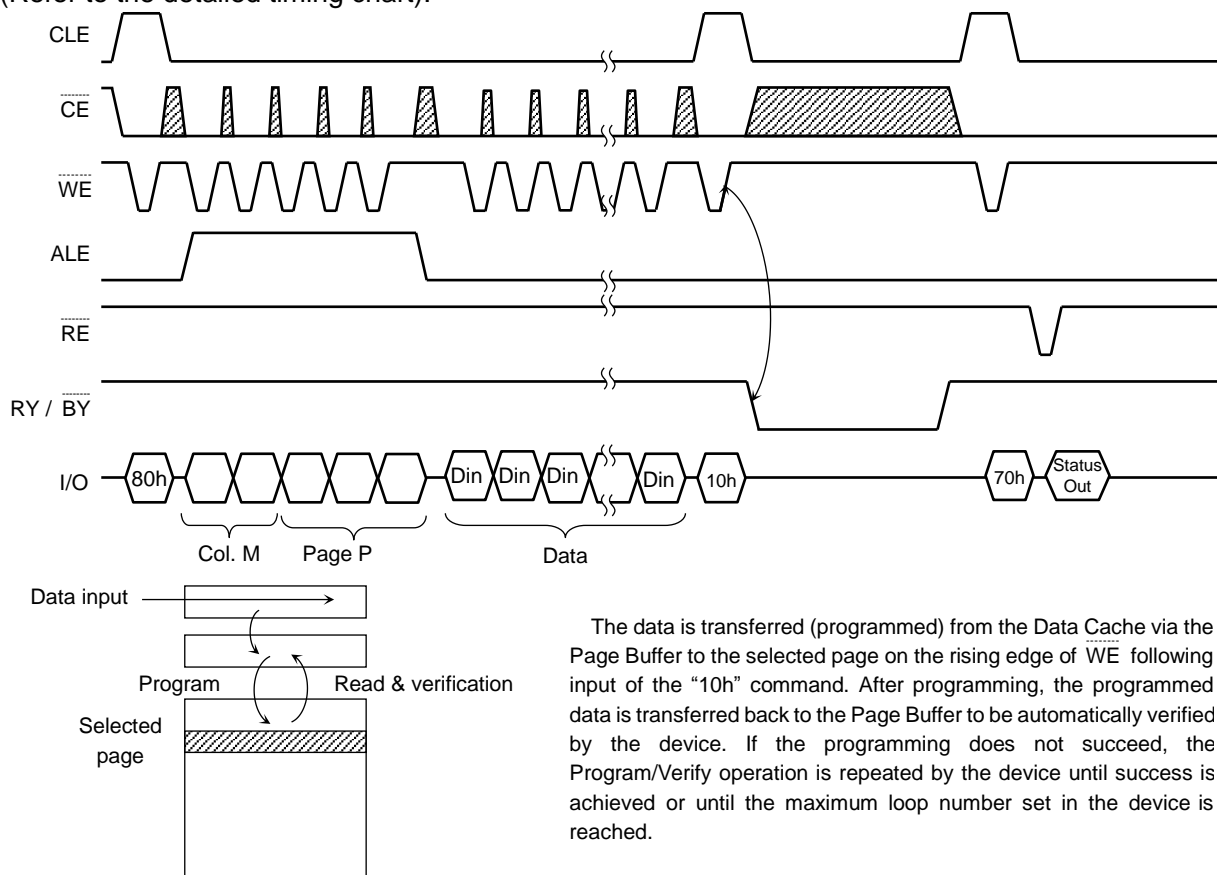 (Refer to the detailed timing chart).
CLE
CE
WE
ALE
RE
RY / BY
I/O
80h
Din
Din
Din
Din
10h
70h
Status
Out
Col. M
Page P
Data
Data input
Program
Read & verification
Selected
page
The data is transferred (programmed) from the Data Cache via the
Page Buffer to the selected page on the rising edge of WE following
input of the “10h” command. After programming, the programmed
data is transferred back to the Page Buffer to be automatically verified
by the device. If the programming does not succeed, the
Program/Verify operation is repeated by the device until success is
achieved or until the maximum loop number set in the device is
reached.